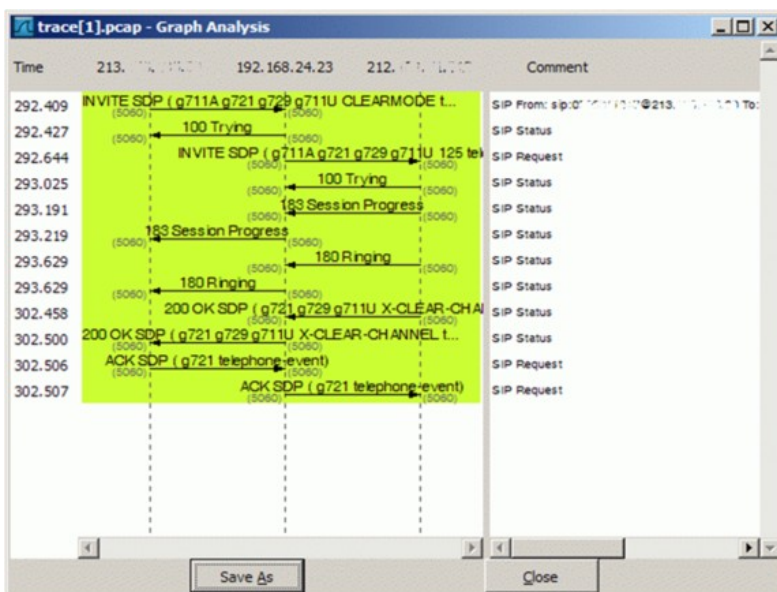 trace[1].pcap - Graph Analysis
Time 213. 192.168.24.23 212. Comment
292.409 INVITE SDP ( g711A g721 g729 g711U CLEARMODE t... SIP From: To:
(5060) (5060)
292.427 100 Trying SIP Status
(5060) (5060)
292.644 INVITE SDP ( g711A g721 g729 g711U 125 tel SIP Request
(5060) (5060)
293.025 100 Trying SIP Status
(5060) (5060)
293.191 183 Session Progress SIP Status
(5060) (5060)
293.219 183 Session Progress SIP Status
(5060) (5060)
293.629 180 Ringing SIP Status
(5060) (5060)
293.629 180 Ringing SIP Status
(5060) (5060)
302.458 200 OK SDP ( g721 g729 g711U X-CLEAR-CHA SIP Status
(5060) (5060)
302.500 200 OK SDP ( g721 g729 g711U X-CLEAR-CHANNEL t... SIP Status
(5060) (5060)
302.506 ACK SDP ( g721 telephone-event) SIP Request
(5060) (5060)
302.507 ACK SDP ( g721 telephone-event) SIP Request
(5060) (5060)
Save As Close